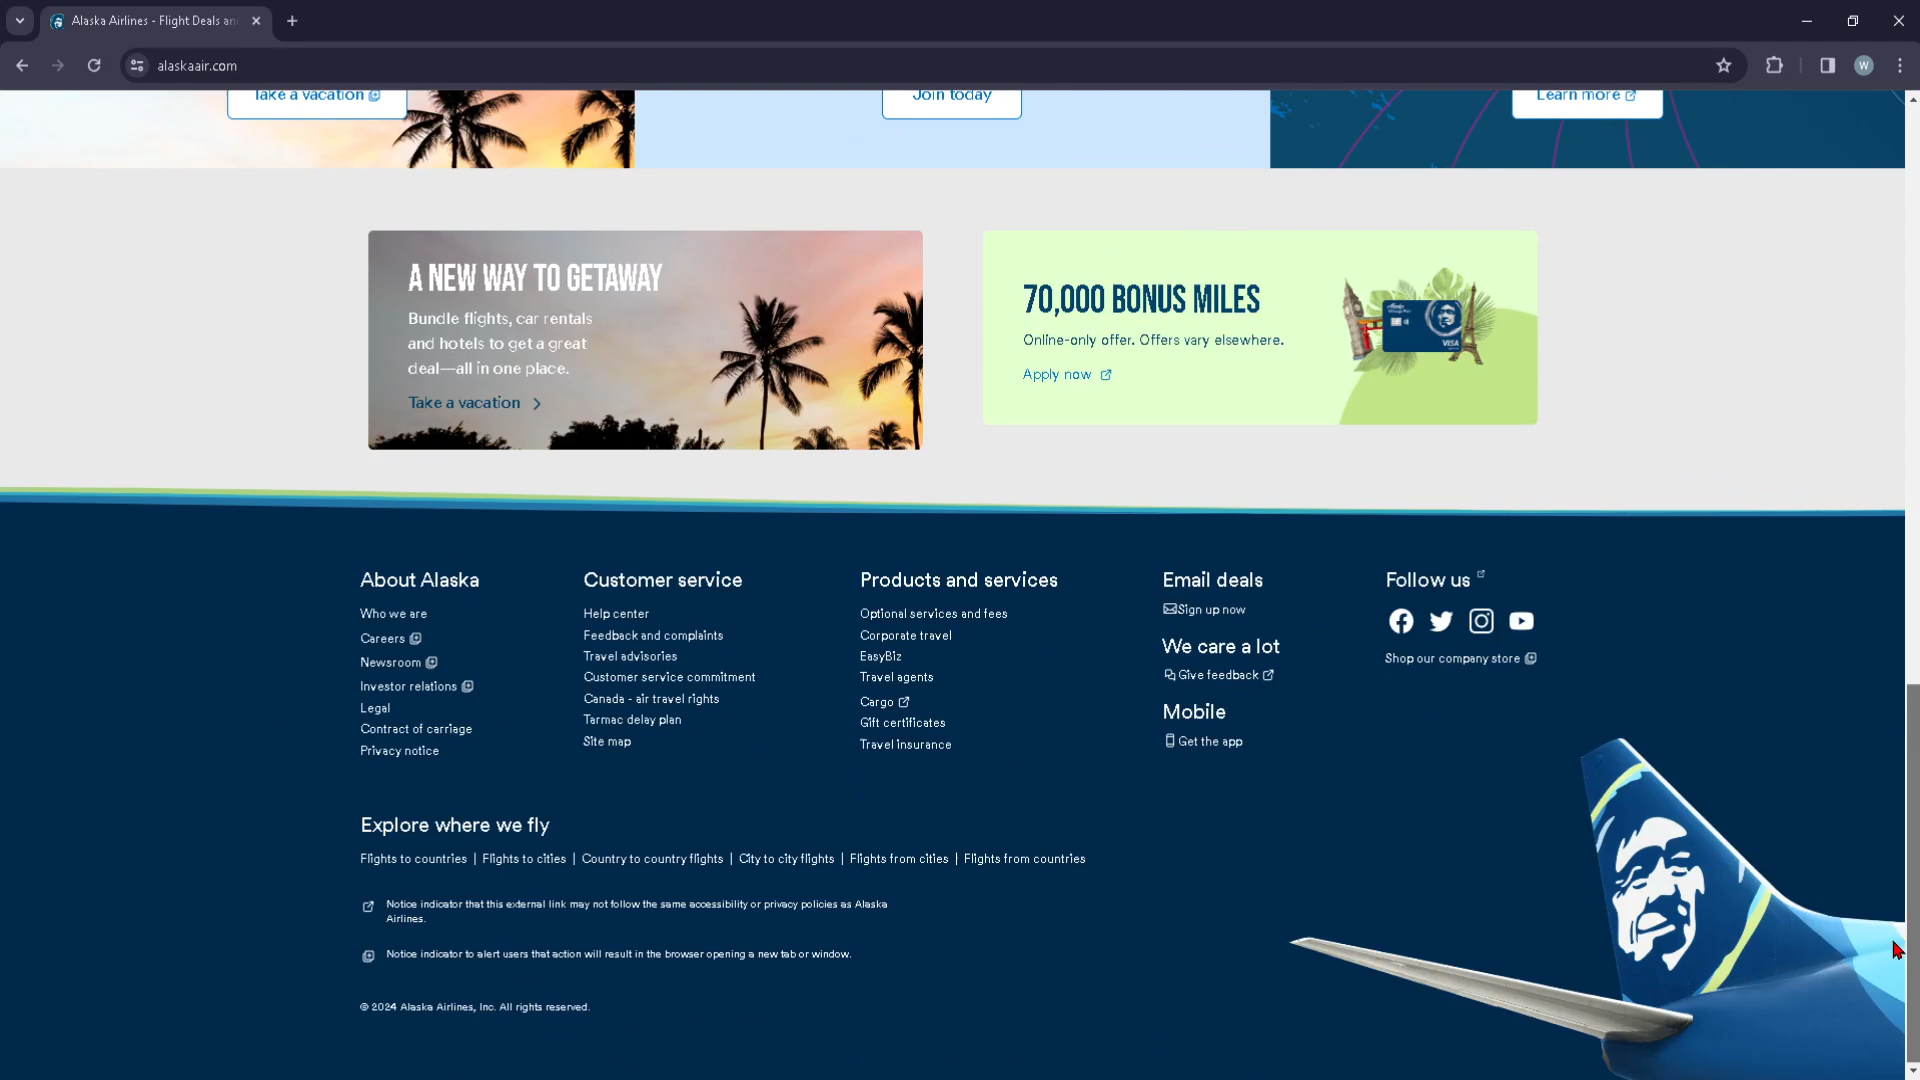 Alaska Airlines - Flight Deals an
alaskaair.com
W
Take a vacation
Join today
Learn more
A NEW WAY TO GETAWAY
Bundle flights, car rentals
and hotels to get a great
deal—all in one place.
Take a vacation
70,000 BONUS MILES
Online-only offer. Offers vary elsewhere.
Apply now
VISA
About Alaska
Who we are
Careers
Newsroom
Investor relations
Legal
Contract of carriage
Privacy notice
Customer service
Help center
Feedback and complaints
Travel advisories
Customer service commitment
Canada - air travel rights
Tarmac delay plan
Site map
Products and services
Optional services and fees
Corporate travel
EasyBiz
Travel agents
Cargo
Gift certificates
Travel insurance
Email deals
Sign up now
We care a lot
Give feedback
Mobile
Get the app
Follow us
Shop our company store
Explore where we fly
Flights to countries | Flights to cities | Country to country flights | City to city flights | Flights from cities | Flights from countries
Notice indicator that this external link may not follow the same accessibility or privacy policies as Alaska
Airlines.
Notice indicator to alert users that action will result in the browser opening a new tab or window.
© 2024 Alaska Airlines, Inc. All rights reserved.